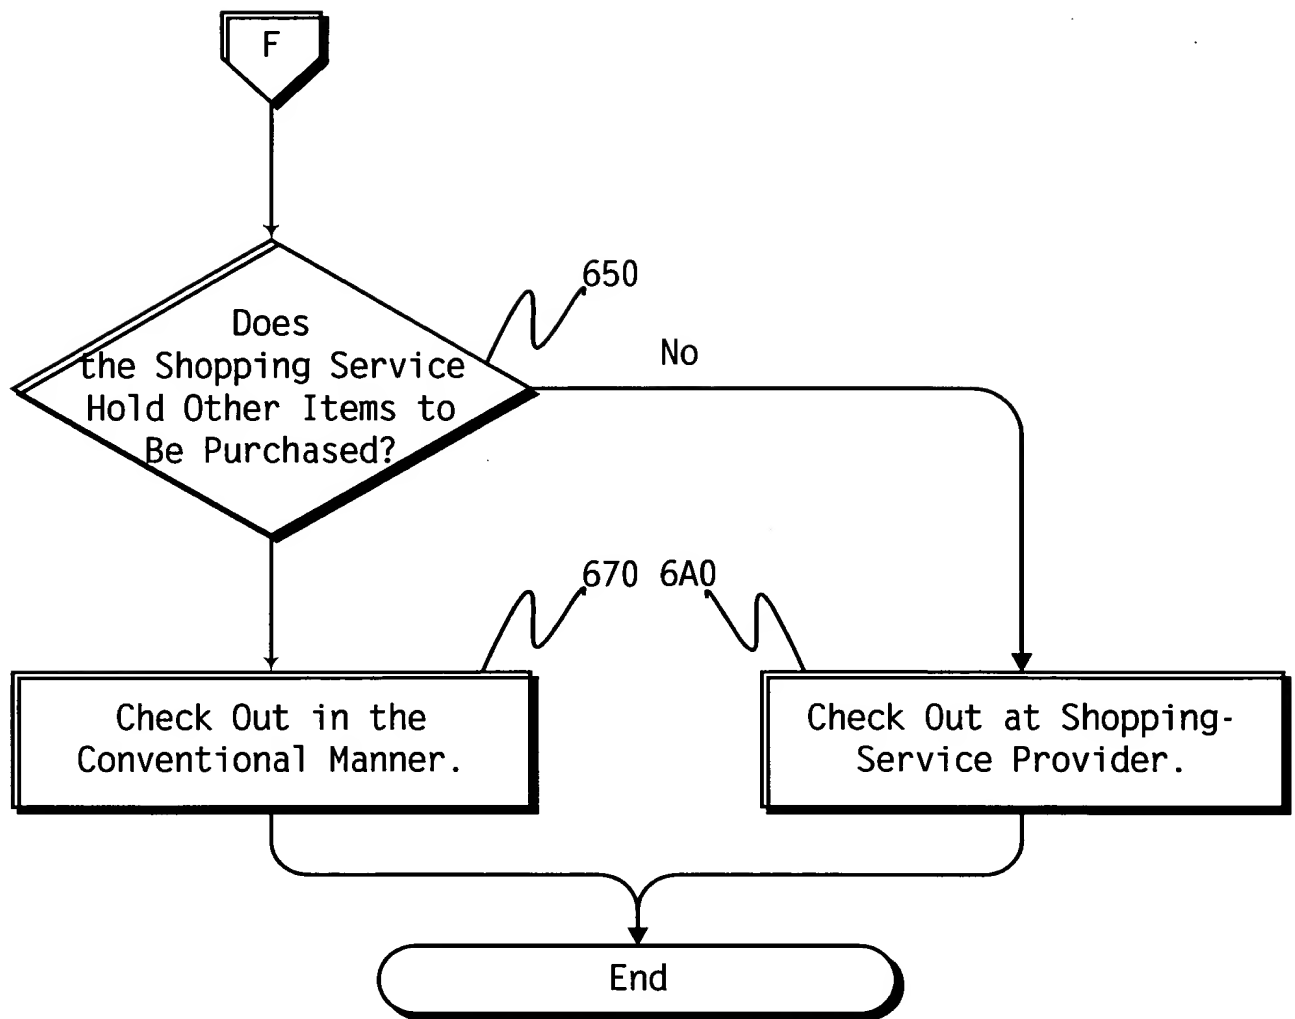 F
650
Does
the Shopping Service
Hold Other Items to
Be Purchased?
No
670 6A0
Check Out in the
Conventional Manner.
Check Out at Shopping-
Service Provider.
End